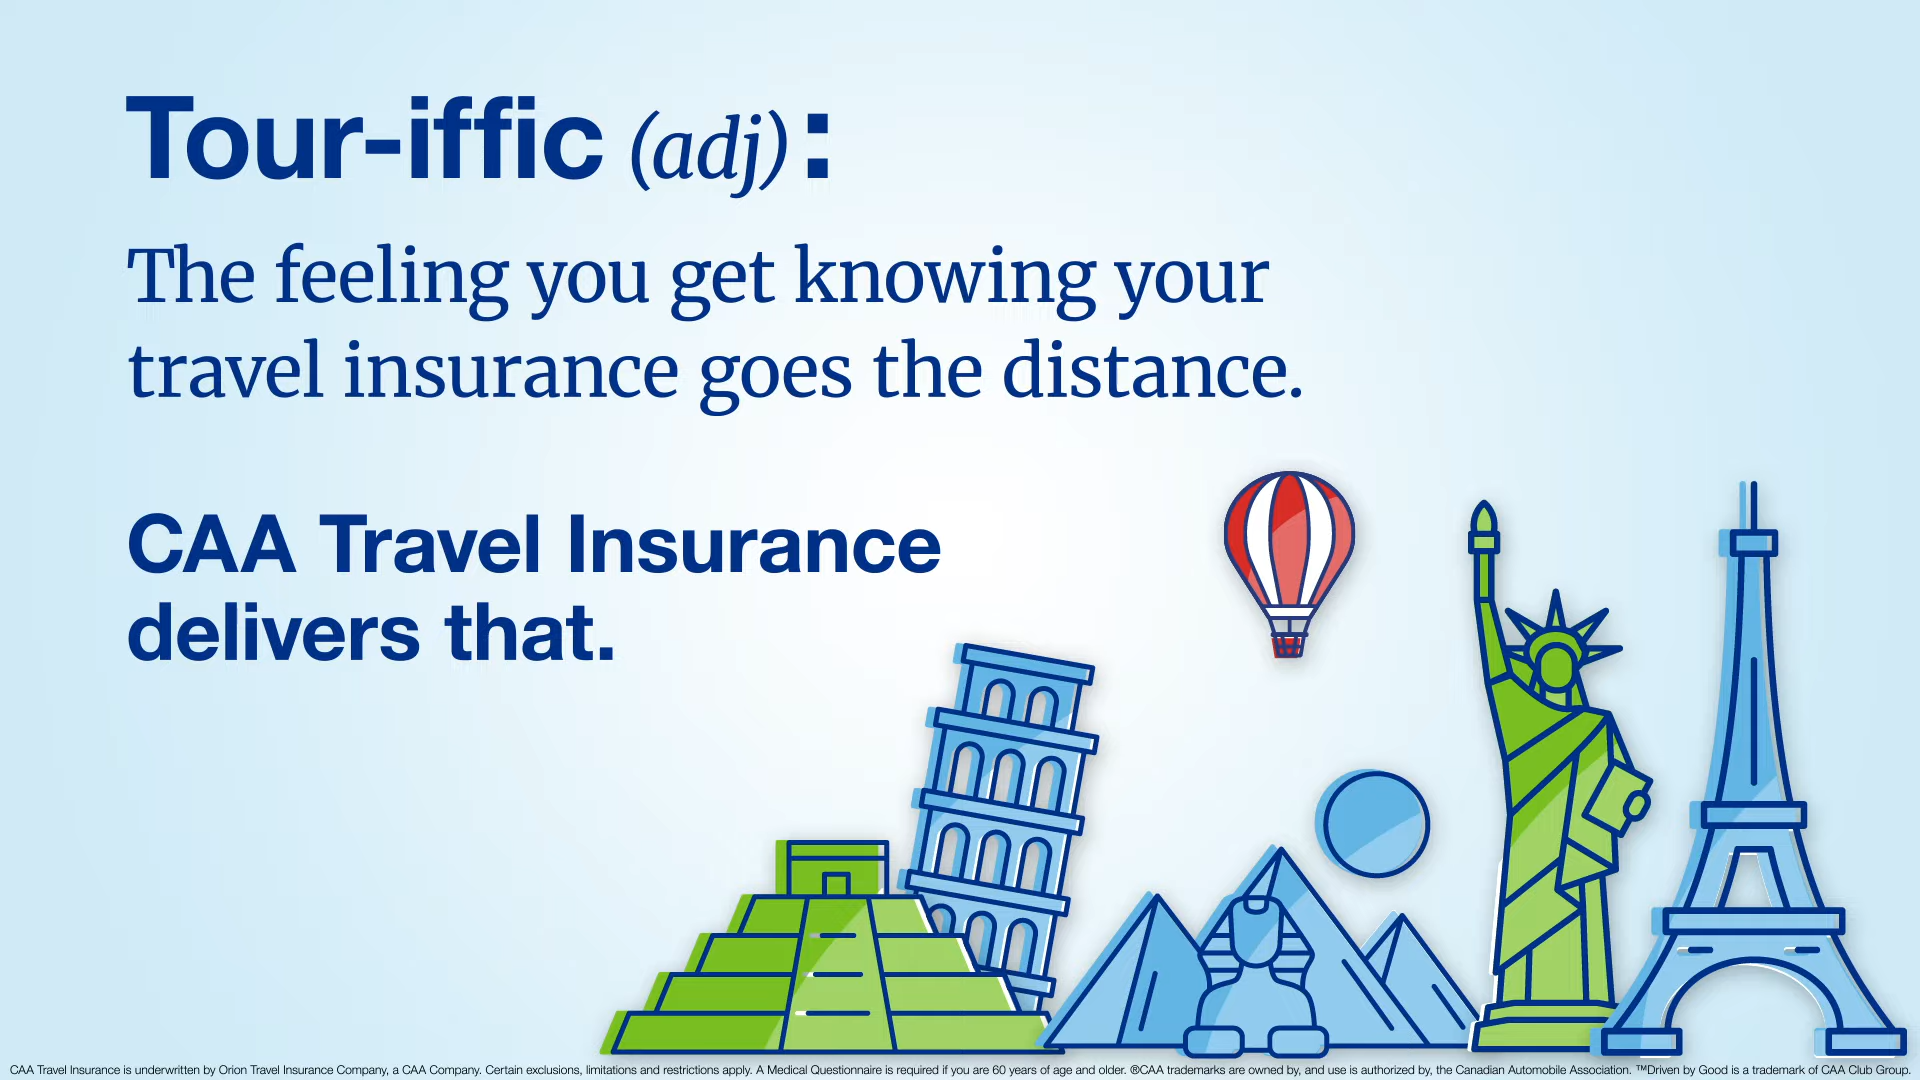 Tour-iffic (adj):
The feeling you get knowing your
travel insurance goes the distance.
CAA Travel Insurance
delivers that.
CAA Travel Insurance is underwritten by Orion Travel Insurance Company, a CAA Company. Certain exclusions, limitations and restrictions apply. A Medical Questionnaire is required if you are 60 years of age and older. ®CAA trademarks are owned by, and use is authorized by, the Canadian Automobile Association. ™Driven by Good is a trademark of CAA Club Group.